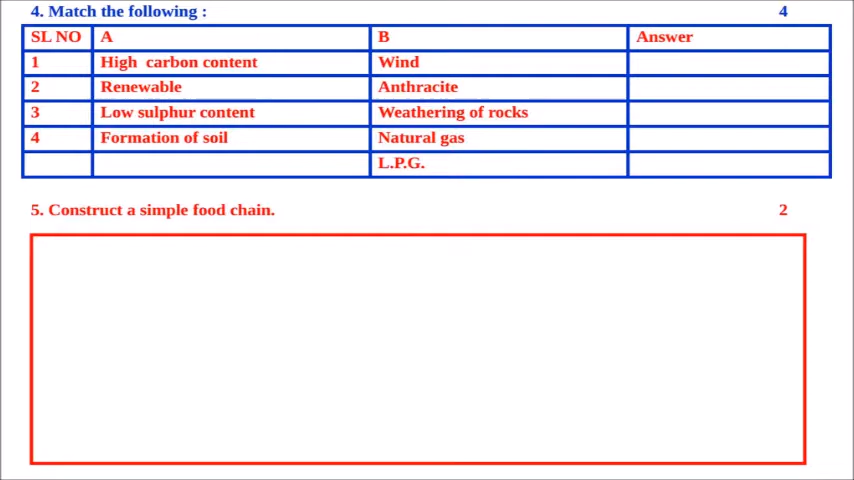 4. Match the following : 4
SL NO A B Answer
1 High carbon content Wind
2 Renewable Anthracite
3 Low sulphur content Weathering of rocks
4 Formation of soil Natural gas
L.P.G.
5. Construct a simple food chain. 2